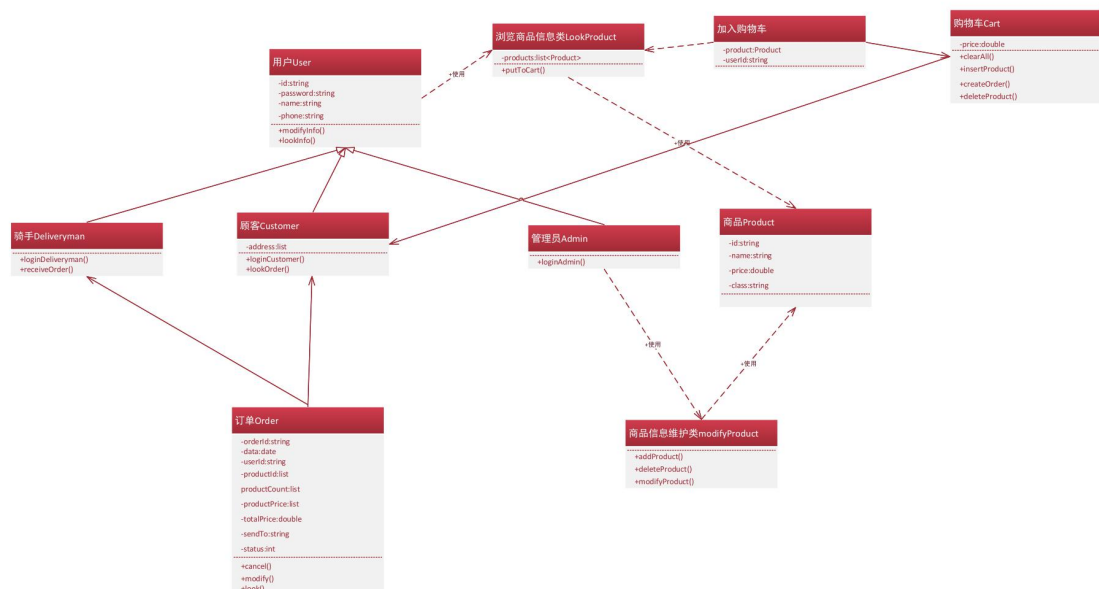 用户User
-id:string
-password:string
-name:string
-phone:string
+modifyInfo()
+lookInfo()
+使用
浏览商品信息类LookProduct
-products:list<Product>
+putToCart()
加入购物车
-product:Product
-userId:string
购物车Cart
-price:double
+clearAll()
+insertProduct()
+createOrder()
+deleteProduct()
+使用
骑手Deliveryman
+loginDeliveryman()
+receiveOrder()
顾客Customer
-address:list
+loginCustomer()
+lookOrder()
管理员Admin
+loginAdmin()
商品Product
-id:string
-name:string
-price:double
-class:string
+使用
+使用
订单Order
-orderId:string
-data:date
-userId:string
-productId:list
productCount:list
-productPrice:list
-totalPrice:double
-sendTo:string
-status:int
+cancel()
+modify()
+look()
商品信息维护类modifyProduct
+addProduct()
+deleteProduct()
+modifyProduct()